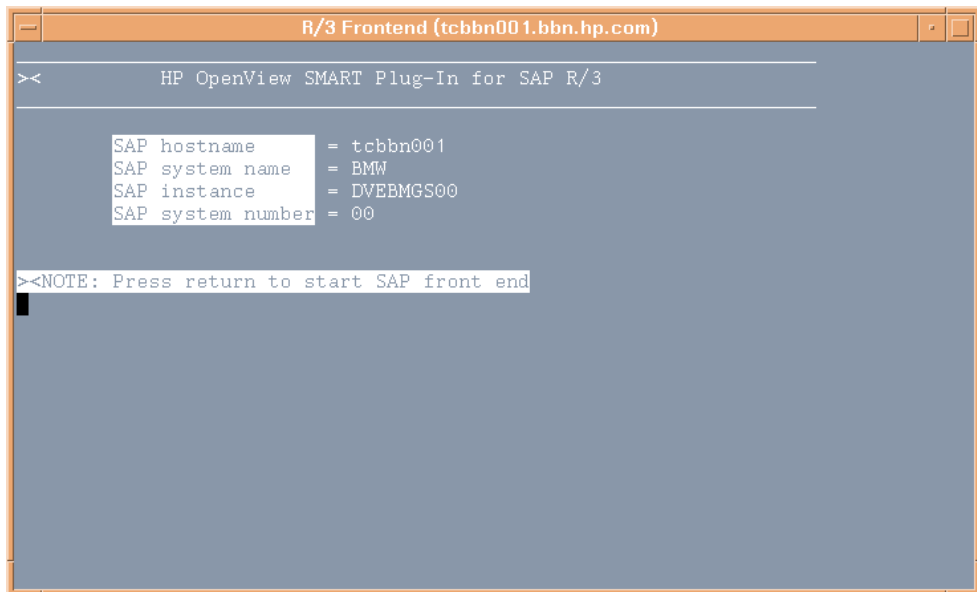 R/3 Frontend (tcbbn001.bbn.hp.com)
>< HP OpenView SMART Plug-In for SAP R/3
SAP hostname = tcbbn001
SAP system name = BMW
SAP instance = DVEBMGS00
SAP system number = 00
><NOTE: Press return to start SAP front end